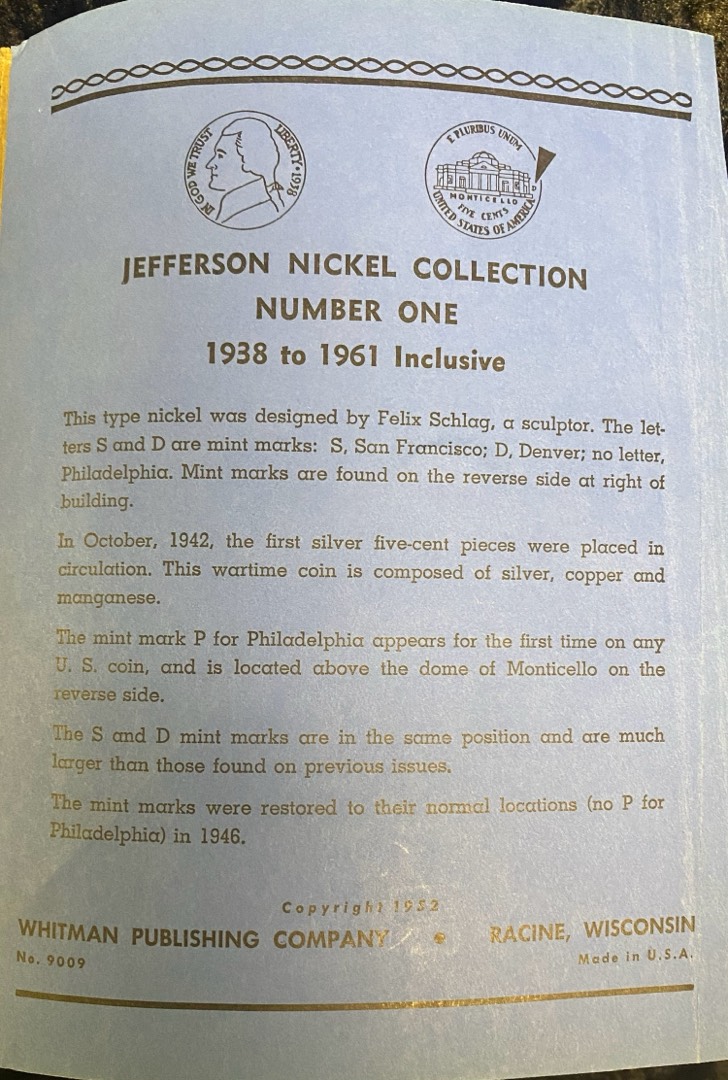 IN GOD WE TRUST LIBERTY • 1938
E PLURIBUS UNUM
MONTICELLO
FIVE CENTS
UNITED STATES OF AMERICA
D
JEFFERSON NICKEL COLLECTION
NUMBER ONE
1938 to 1961 Inclusive
This type nickel was designed by Felix Schlag, a sculptor. The let-
ters S and D are mint marks: S, San Francisco; D, Denver; no letter,
Philadelphia. Mint marks are found on the reverse side at right of
building.
In October, 1942, the first silver five-cent pieces were placed in
circulation. This wartime coin is composed of silver, copper and
manganese.
The mint mark P for Philadelphia appears for the first time on any
U. S. coin, and is located above the dome of Monticello on the
reverse side.
The S and D mint marks are in the same position and are much
larger than those found on previous issues.
The mint marks were restored to their normal locations (no P for
Philadelphia) in 1946.
Copyright 1952
WHITMAN PUBLISHING COMPANY • RACINE, WISCONSIN
No. 9009 Made in U.S.A.